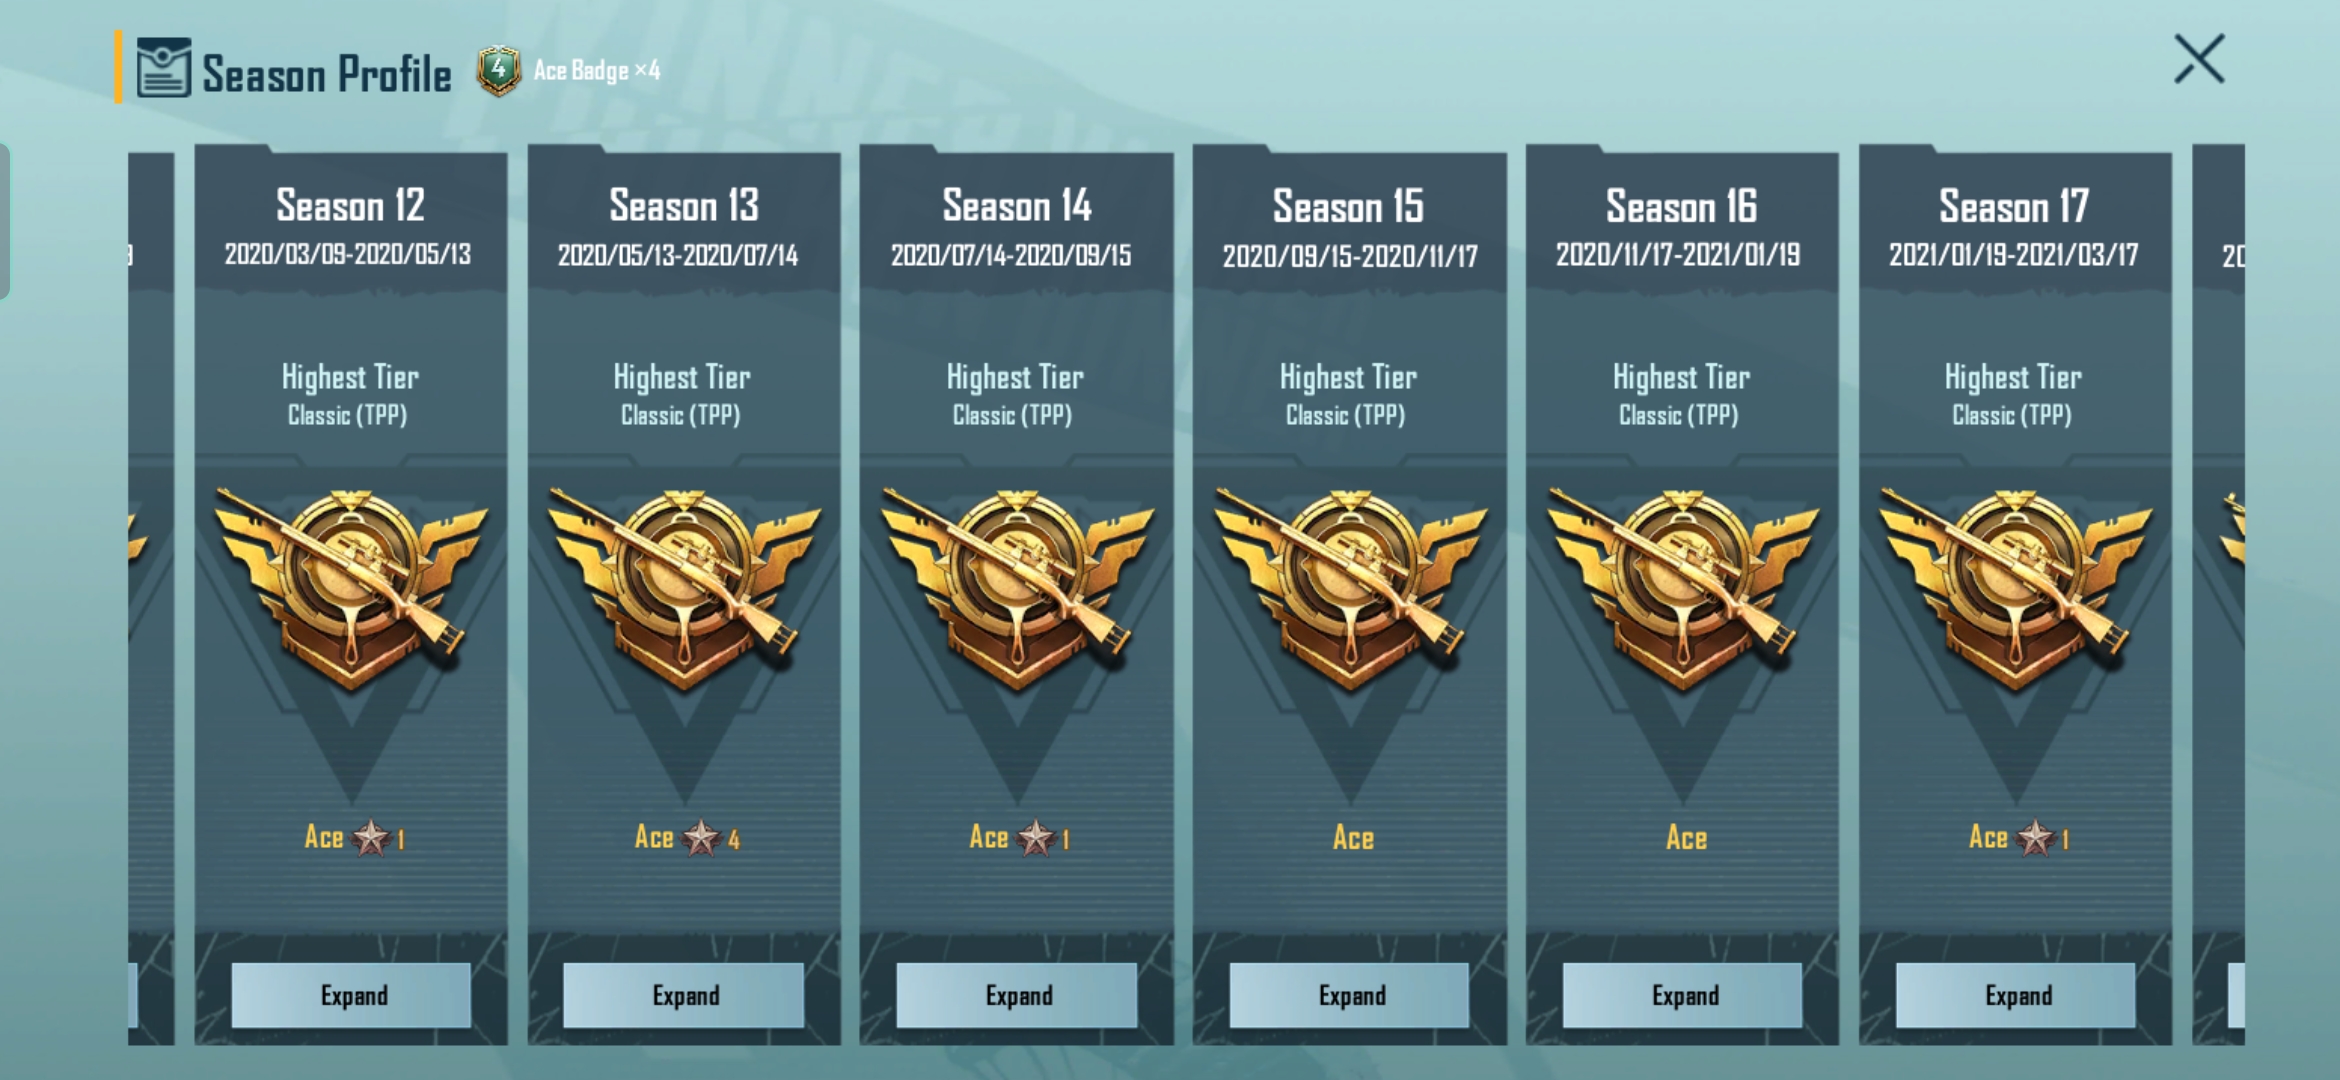 Season Profile
4
Ace Badge ×4
Season 12
2020/03/09-2020/05/13
Highest Tier
Classic (TPP)
Ace 1
Expand
Season 13
2020/05/13-2020/07/14
Highest Tier
Classic (TPP)
Ace 4
Expand
Season 14
2020/07/14-2020/09/15
Highest Tier
Classic (TPP)
Ace 1
Expand
Season 15
2020/09/15-2020/11/17
Highest Tier
Classic (TPP)
Ace
Expand
Season 16
2020/11/17-2021/01/19
Highest Tier
Classic (TPP)
Ace
Expand
Season 17
2021/01/19-2021/03/17
Highest Tier
Classic (TPP)
Ace 1
Expand